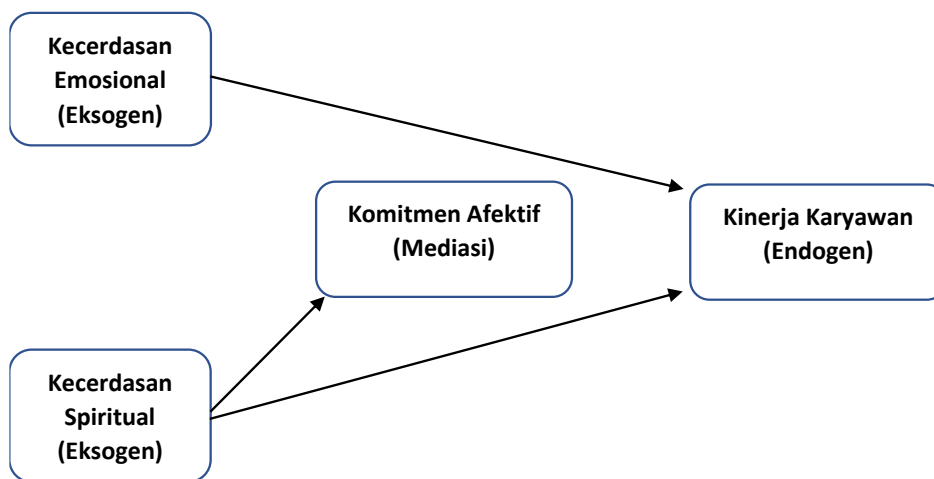 Kecerdasan
Emosional
(Eksogen)
Komitmen Afektif
(Mediasi)
Kinerja Karyawan
(Endogen)
Kecerdasan
Spiritual
(Eksogen)